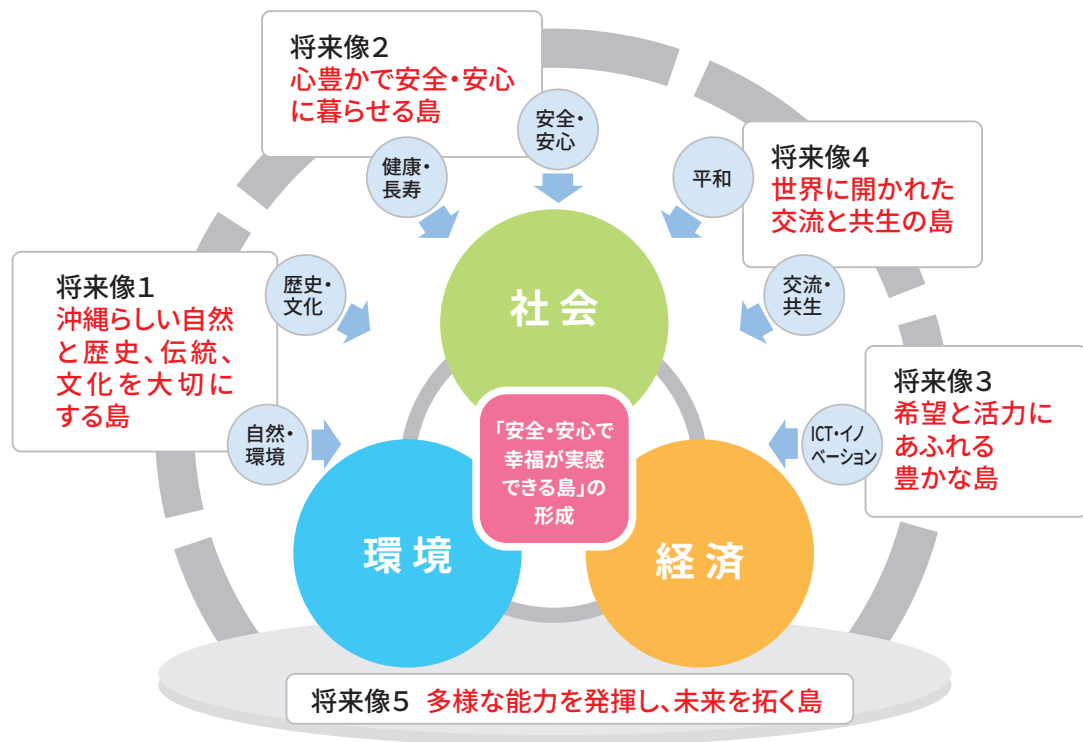 将来像2
心豊かで安全・安心
に暮らせる島
安全・
安心
健康・
長寿
平和
将来像4
世界に開かれた
交流と共生の島
将来像1
沖縄らしい自然
と歴史、伝統、
文化を大切に
する島
歴史・
文化
交流・
共生
社会
将来像3
希望と活力に
あふれる
豊かな島
自然・
環境
ICT・イノ
ベーション
「安全・安心で
幸福が実感
できる島」の
形成
環境
経済
将来像5 多様な能力を発揮し、未来を拓く島